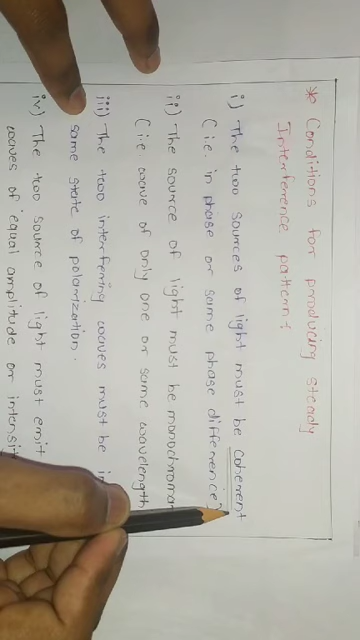 * Conditions for producing steady
Interference pattern:
i) The two sources of light must be coherent
(i.e. in phase or same phase difference)
ii) The source of light must be
(i.e. wave of only one or same wavelength
iii) The two interfering waves must be
same state of polarization.
iv) The two source of light must emit
waves of equal amplitude or